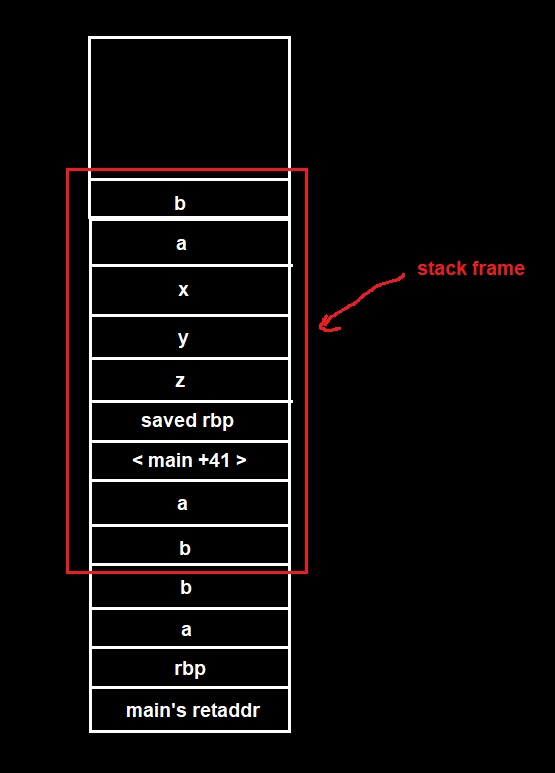 b
a
x
stack frame
y
z
saved rbp
< main +41 >
a
b
b
a
rbp
main's retaddr